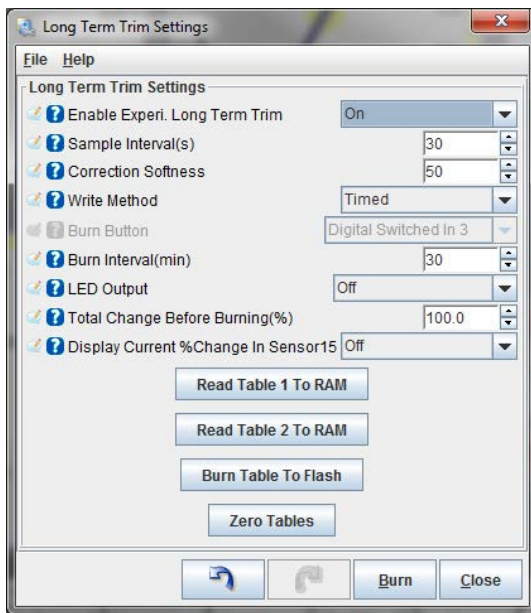 Long Term Trim Settings
File Help
Long Term Trim Settings
Enable Experi. Long Term Trim On
Sample Interval(s) 30
Correction Softness 50
Write Method Timed
Burn Button Digital Switched In 3
Burn Interval(min) 30
LED Output Off
Total Change Before Burning(%) 100.0
Display Current %Change In Sensor15 Off
Read Table 1 To RAM
Read Table 2 To RAM
Burn Table To Flash
Zero Tables
Burn Close